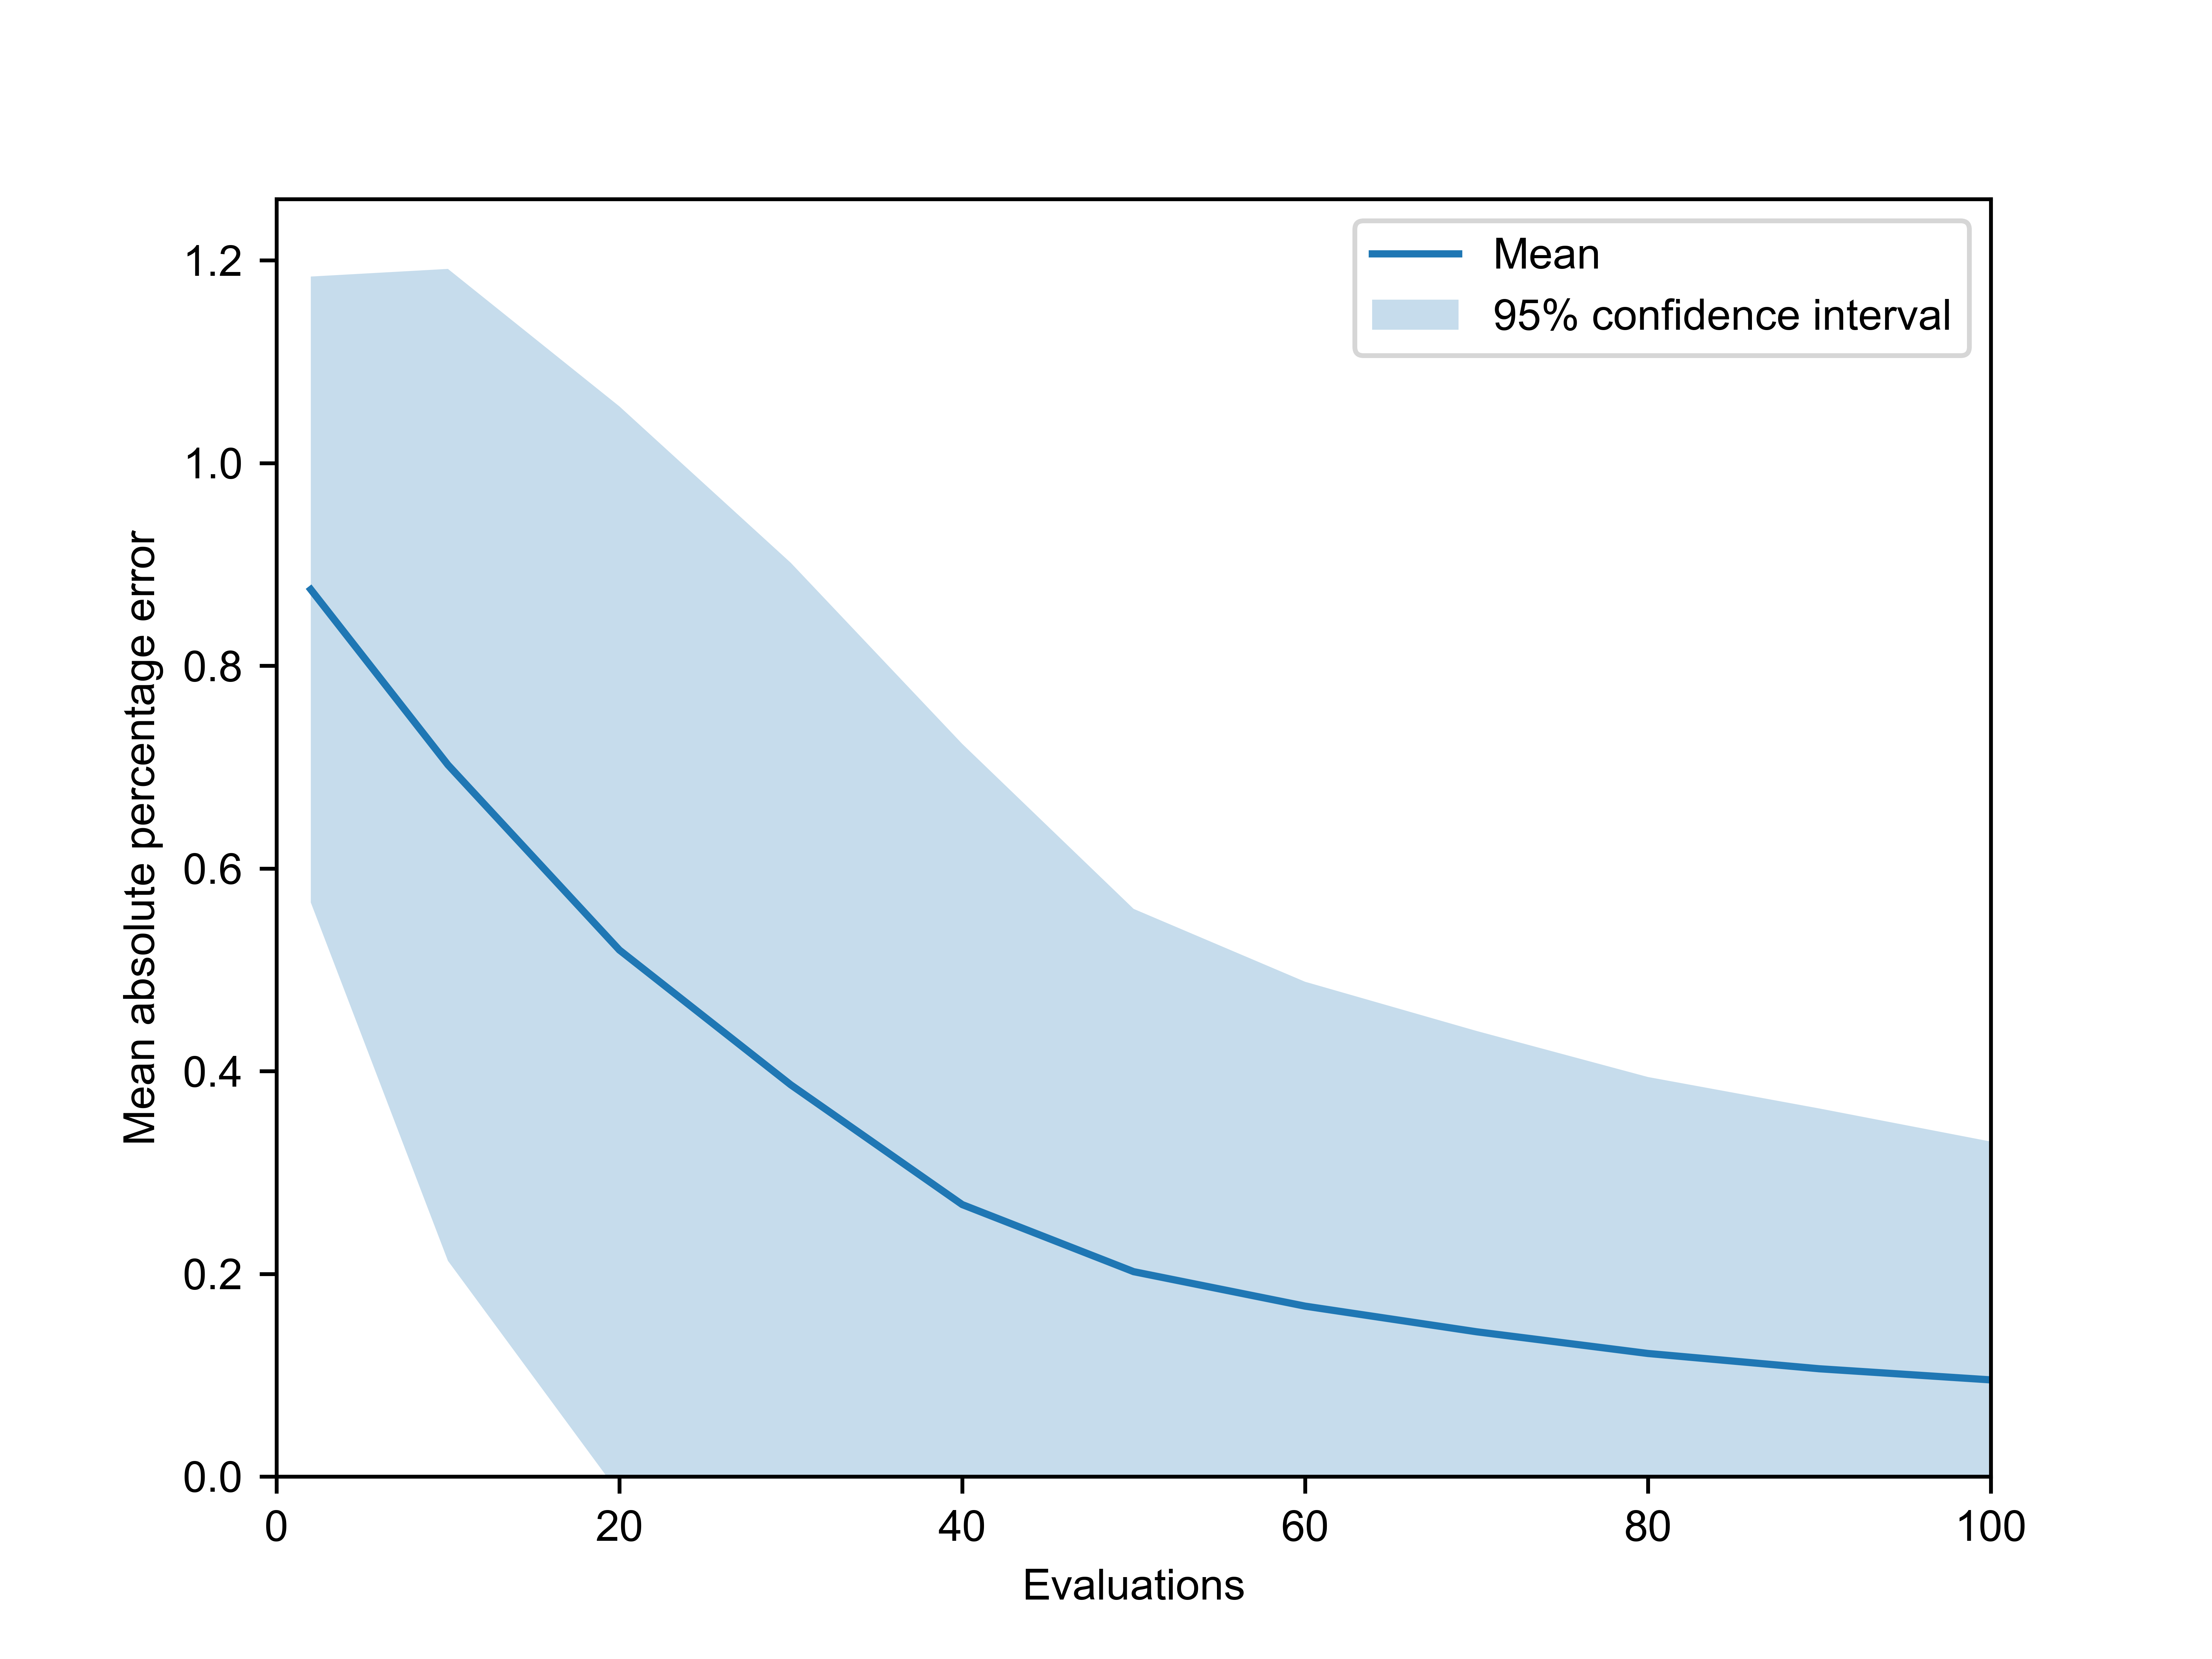 Mean
95% confidence interval
1.2
1.0
0.8
0.6
0.4
0.2
0.0
Mean absolute percentage error
0 20 40 60 80 100
Evaluations